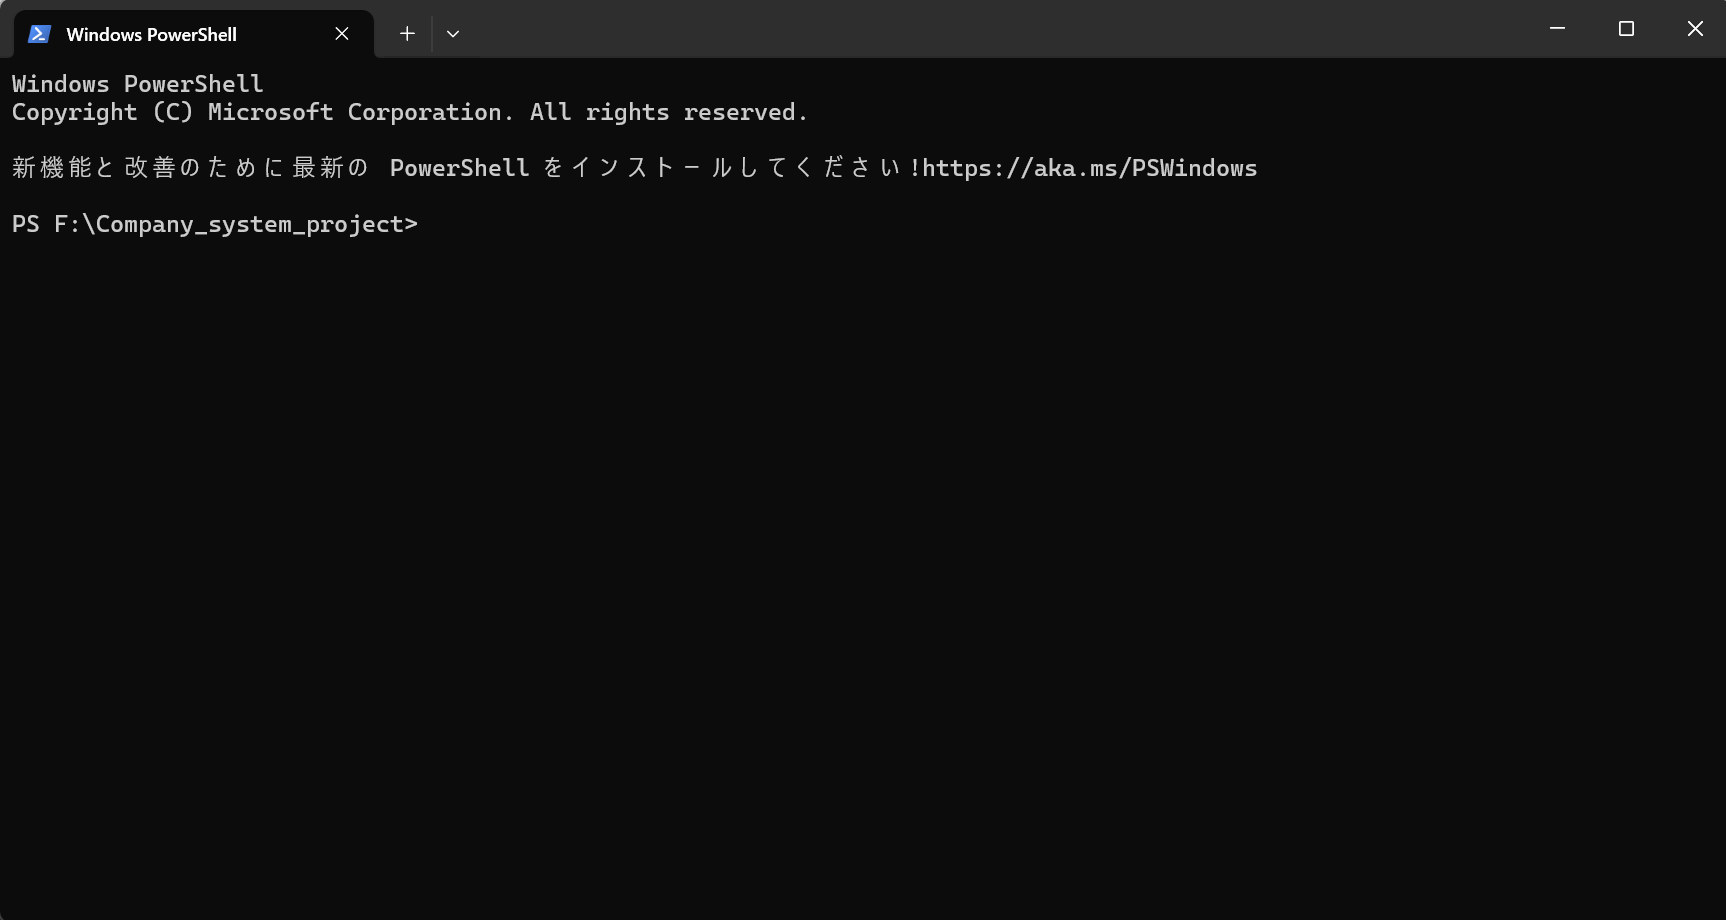 Windows PowerShell
Windows PowerShell
Copyright (C) Microsoft Corporation. All rights reserved.
新機能と改善のために最新の PowerShell をインストールしてください!https://aka.ms/PSWindows
PS F:\Company_system_project>